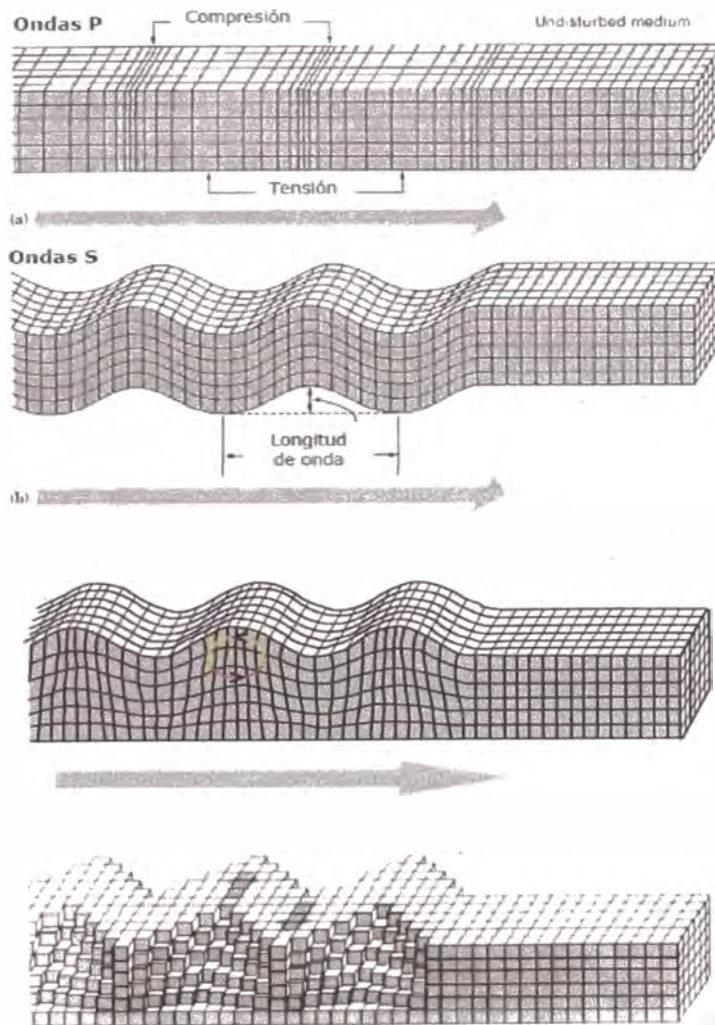 Ondas P
Compresión
Undisturbed medium
Tensión
(a)
Ondas S
Longitud
de onda
(b)